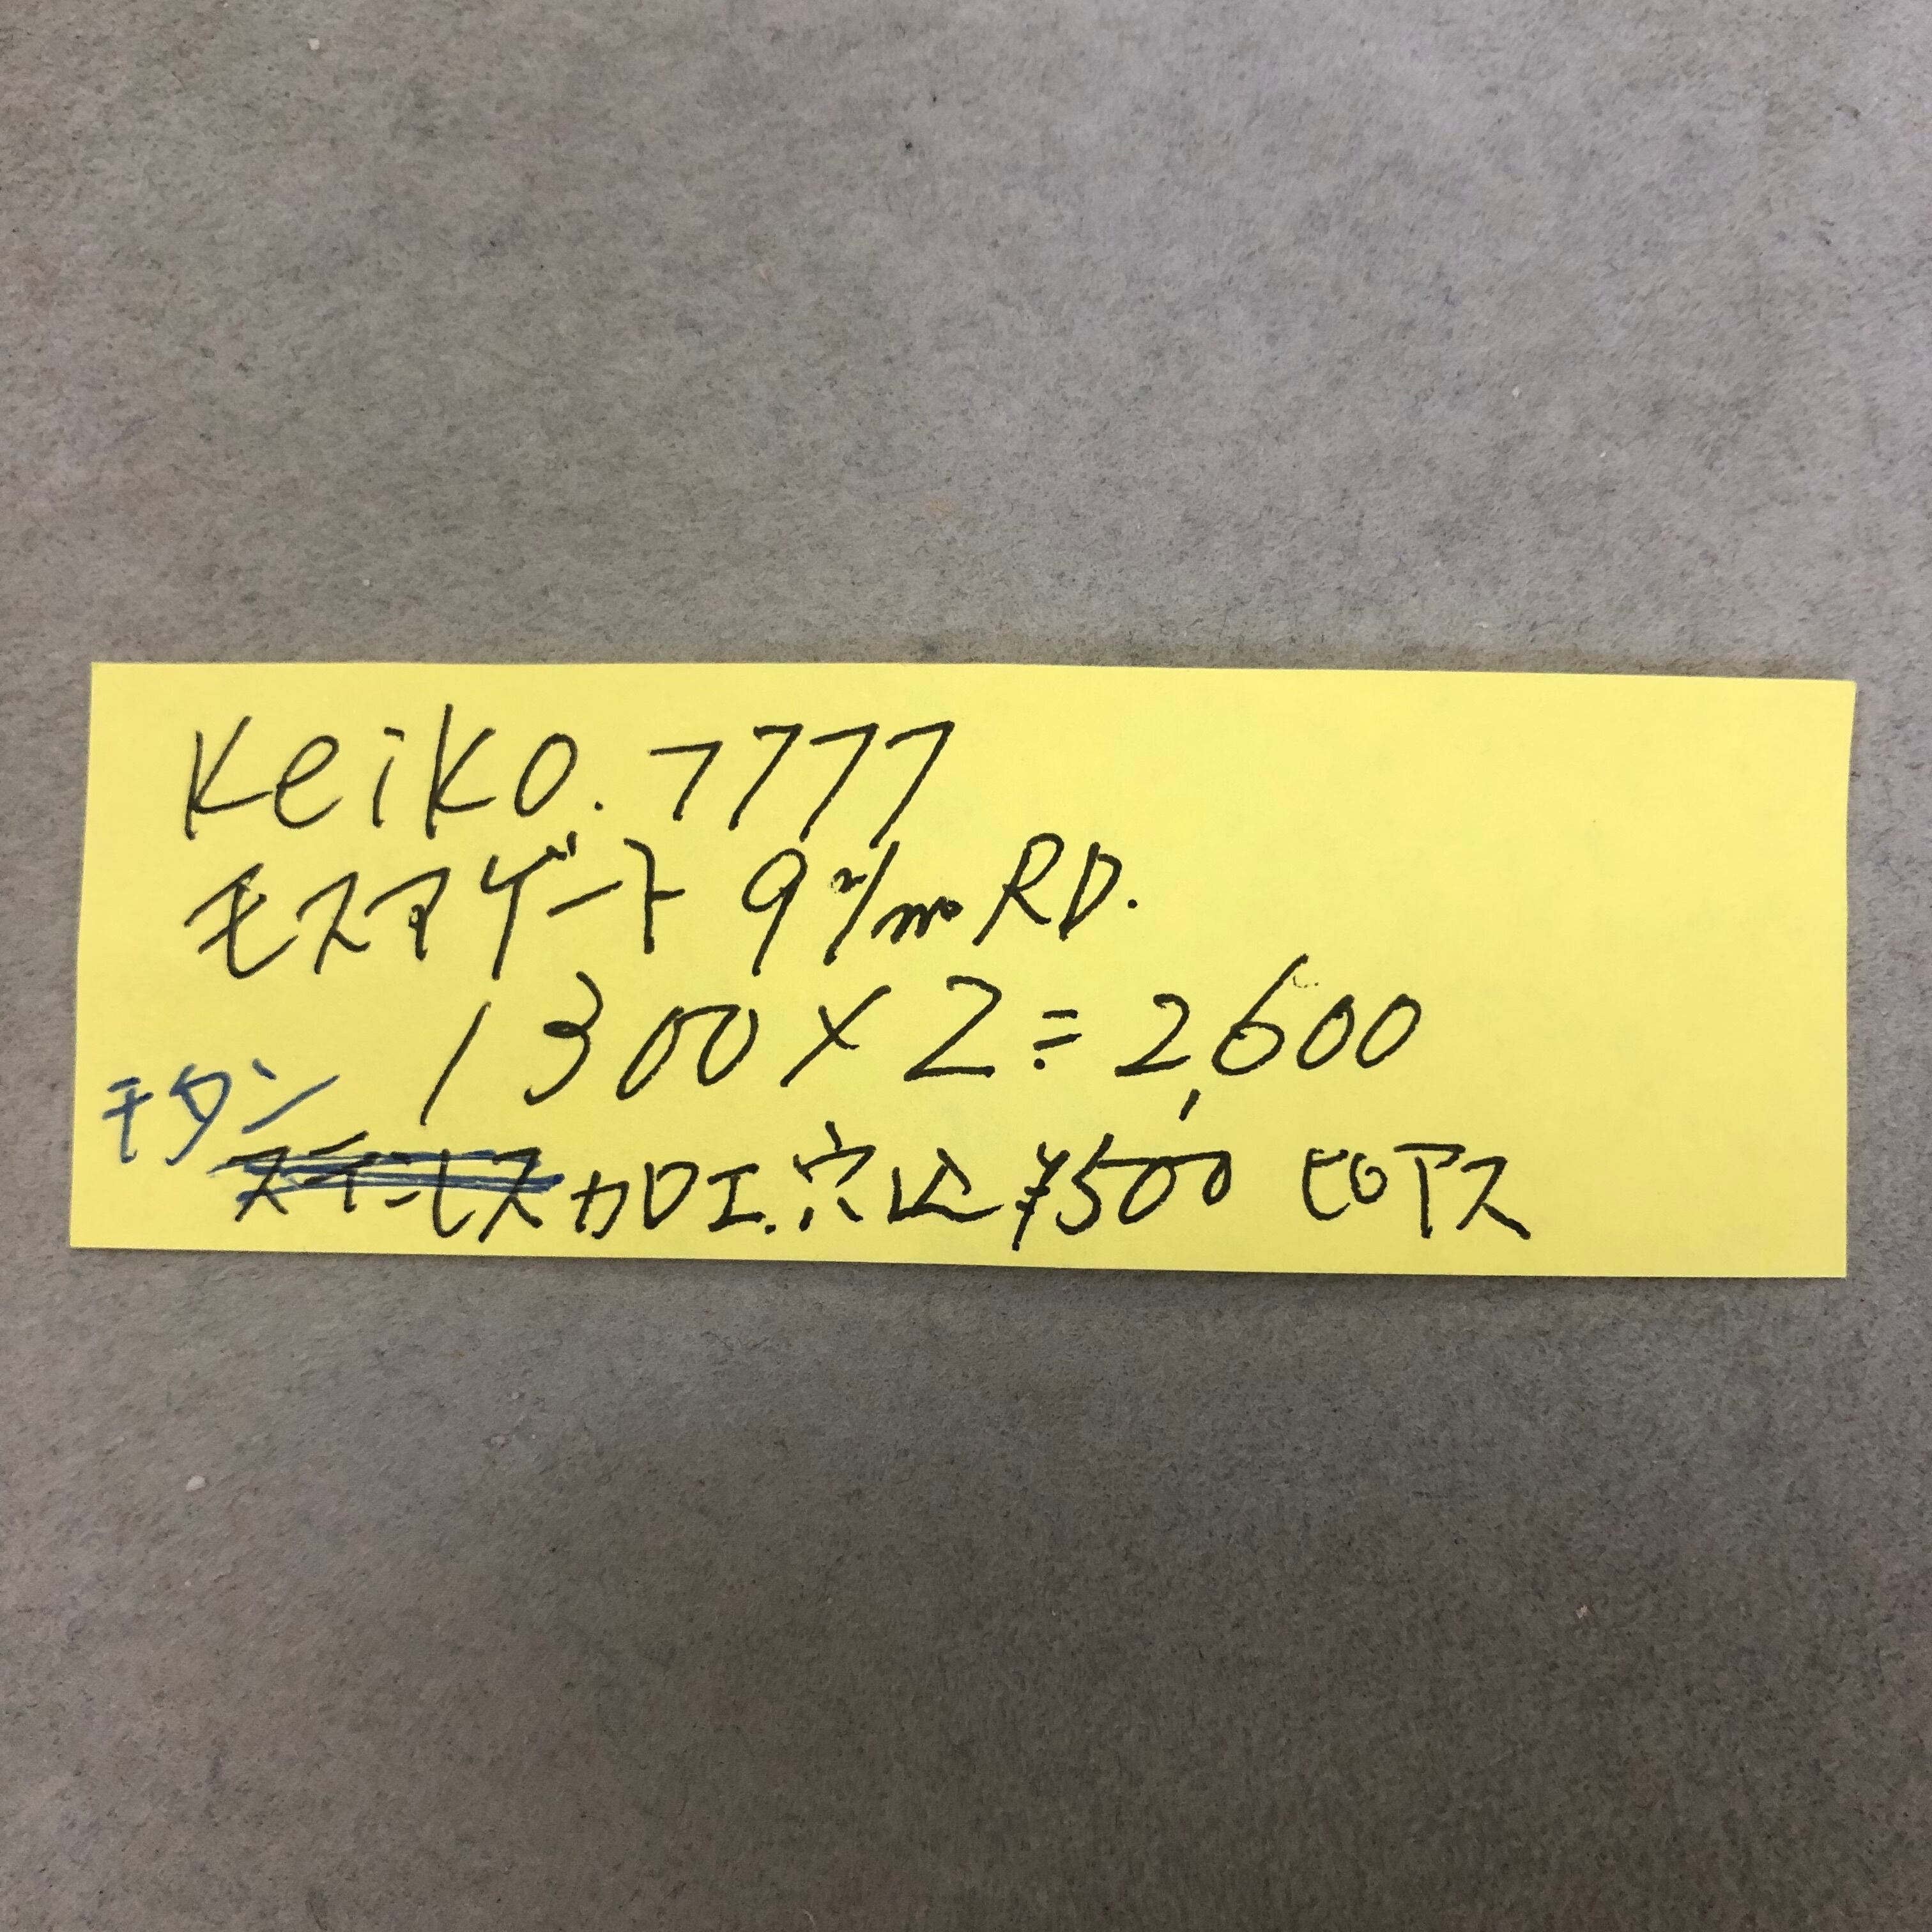 Keiko.7777
モスアゲート 9m/m RD.
1300×2=2,600
チタン
ステンレス加工.穴込¥500 ピアス